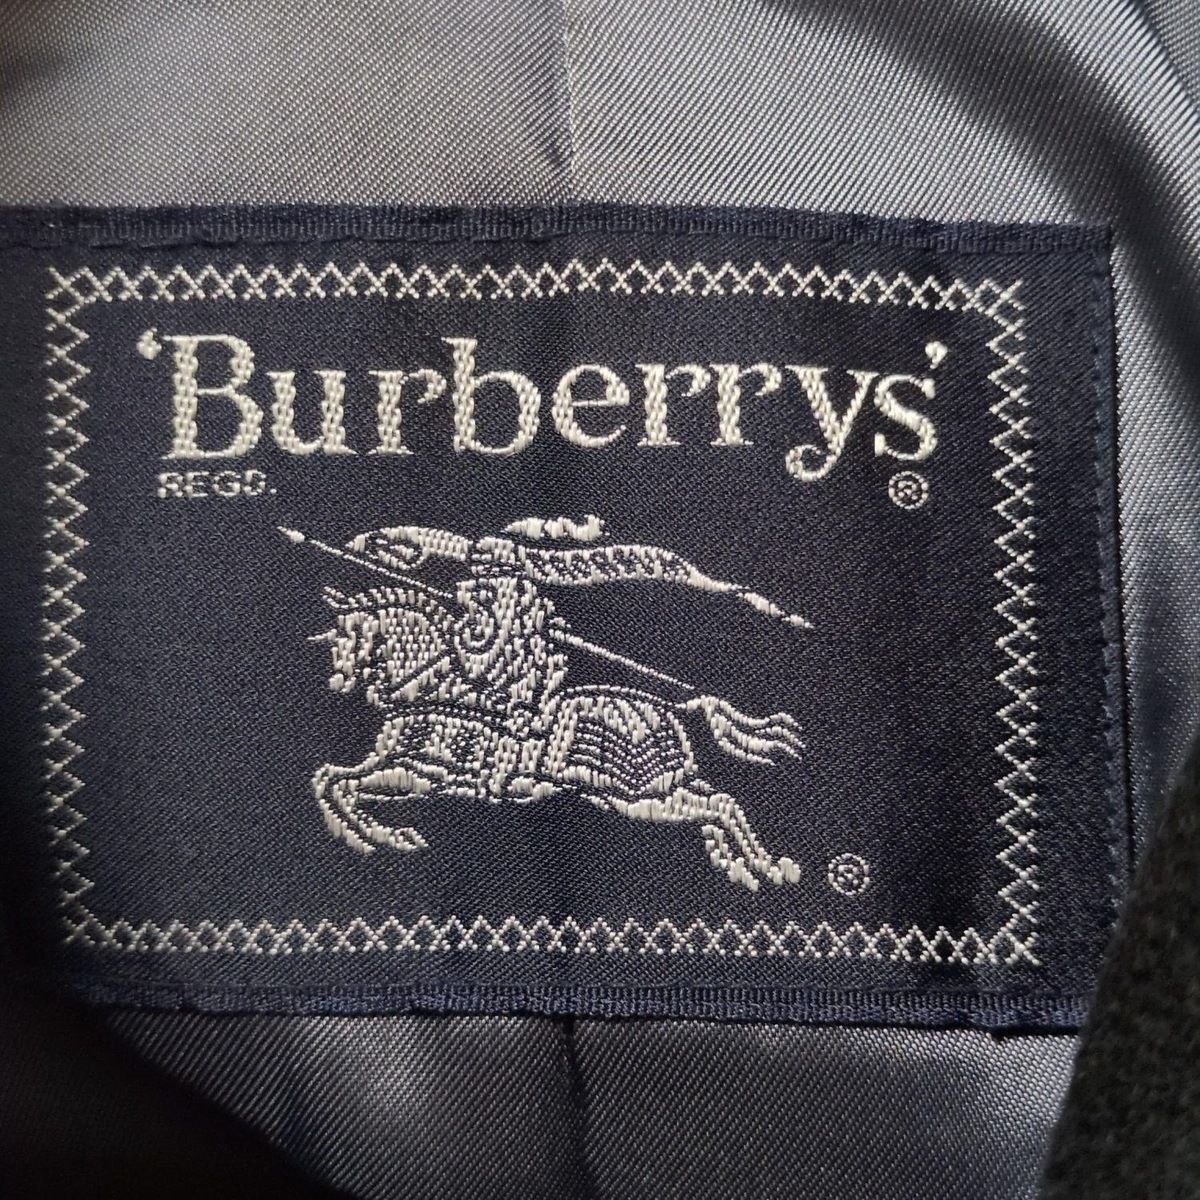 ‘Burberrys’
REGD. ®
®